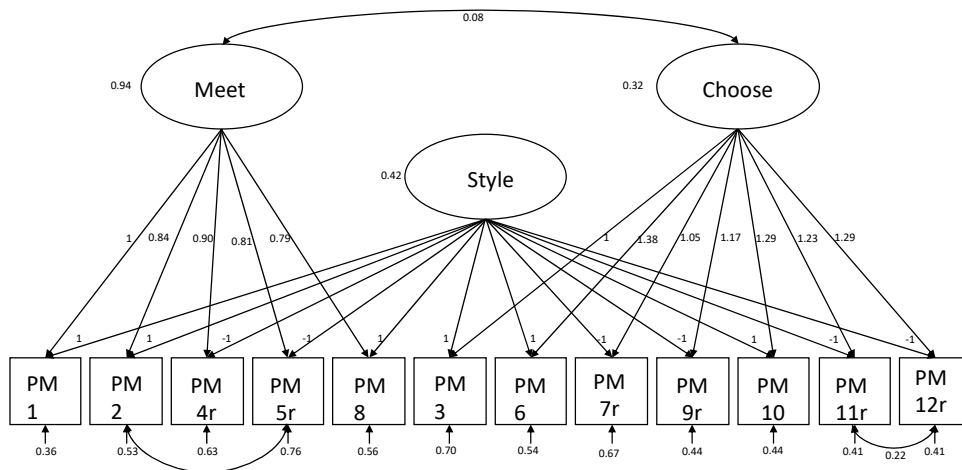 0.08
0.94
Meet
0.32
Choose
0.42
Style
1
0.84
0.90
0.81
0.79
1
1.38
1.05
1.17
1.29
1.23
1.29
1
1
-1
-1
1
1
1
-1
-1
1
-1
-1
PM
1
PM
2
PM
4r
PM
5r
PM
8
PM
3
PM
6
PM
7r
PM
9r
PM
10
PM
11r
PM
12r
0.36
0.53
0.63
0.76
0.56
0.70
0.54
0.67
0.44
0.44
0.41
0.22
0.41